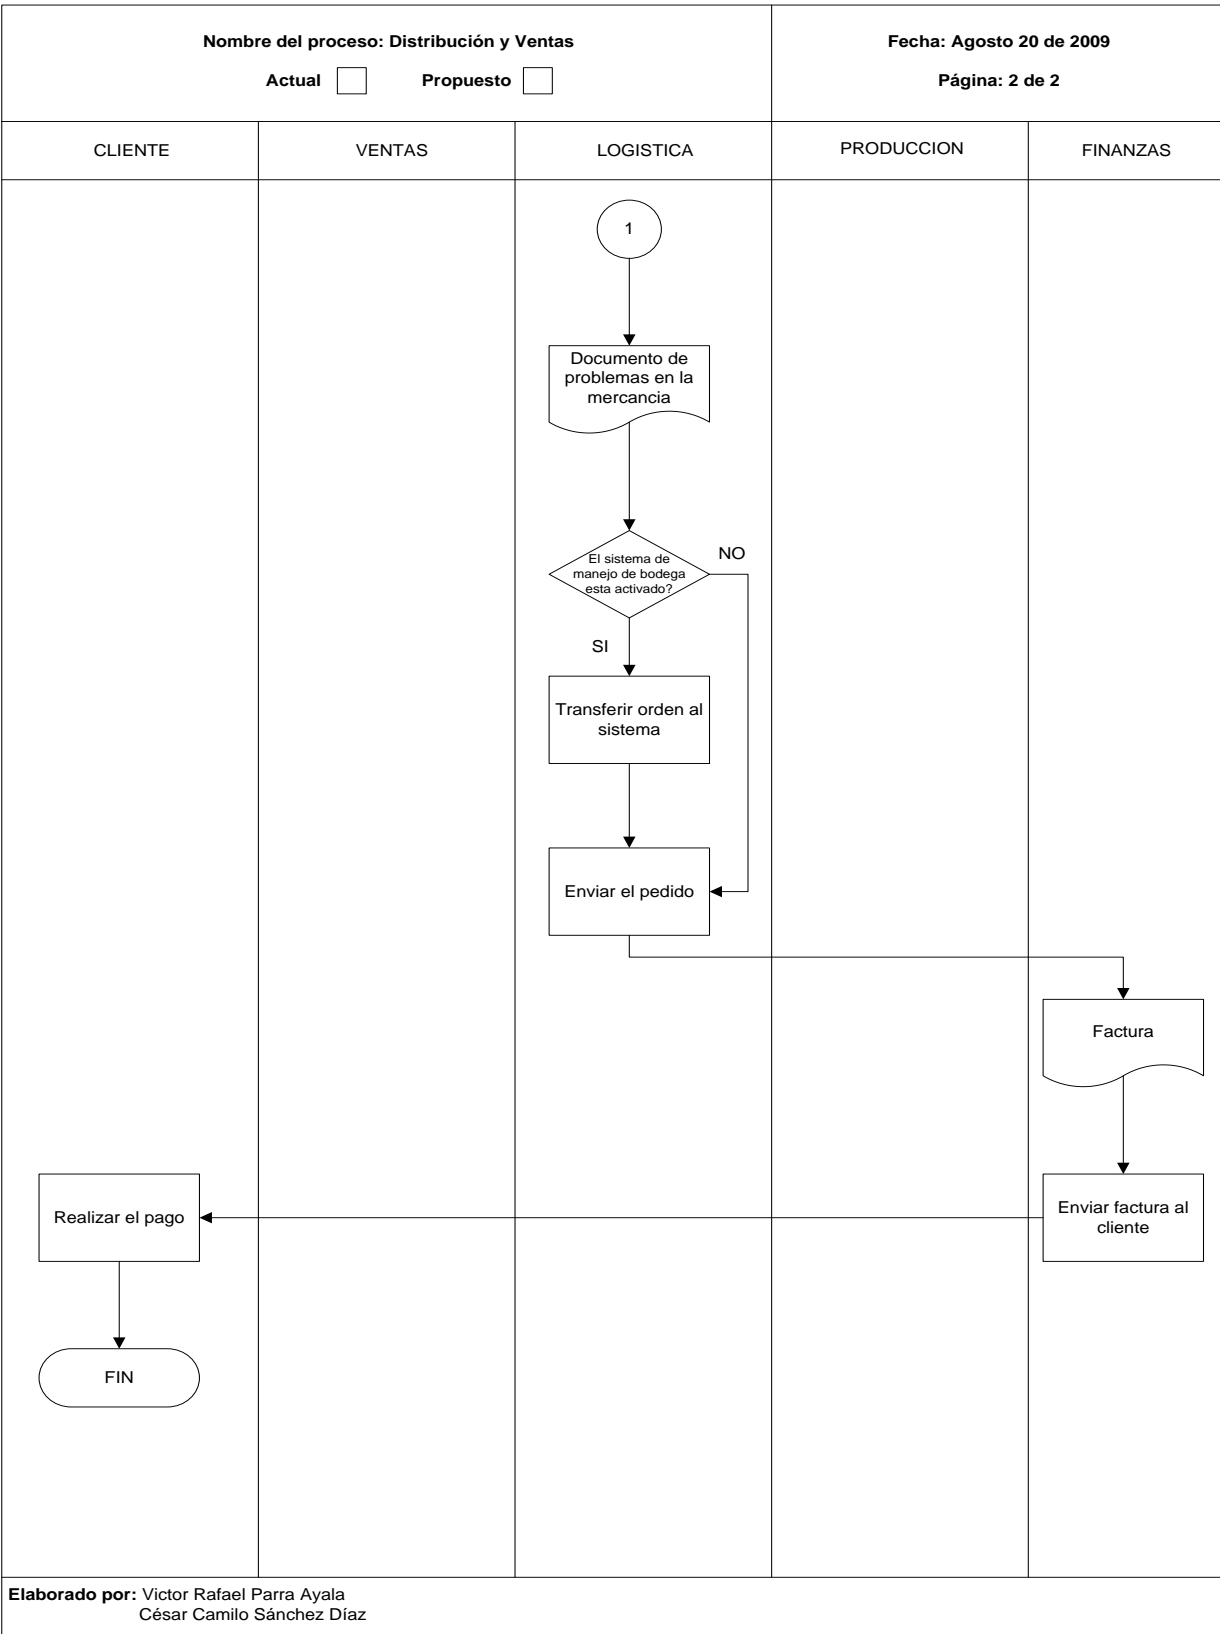 Nombre del proceso: Distribución y Ventas
Actual
Propuesto
Fecha: Agosto 20 de 2009
Página: 2 de 2
CLIENTE
VENTAS
LOGISTICA
PRODUCCION
FINANZAS
1
Documento de
problemas en la
mercancia
El sistema de
manejo de bodega
esta activado?
NO
SI
Transferir orden al
sistema
Enviar el pedido
Factura
Enviar factura al
cliente
Realizar el pago
FIN
Elaborado por: Victor Rafael Parra Ayala
César Camilo Sánchez Díaz